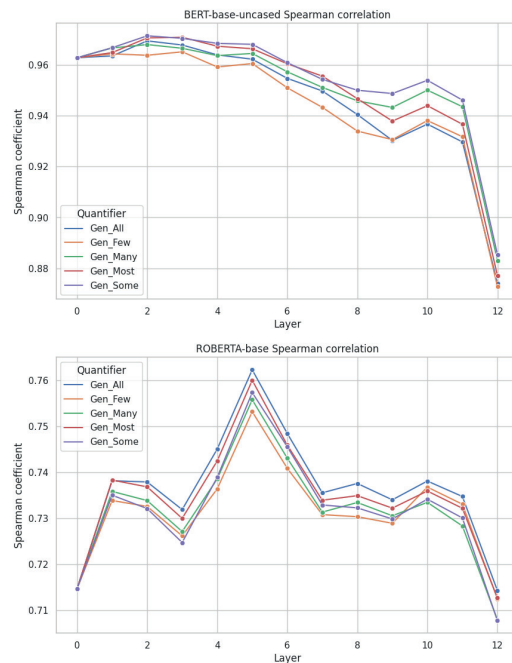 BERT-base-uncased Spearman correlation
Spearman coefficient
0.96
0.94
0.92
0.90
0.88
Quantifier
Gen_All
Gen_Few
Gen_Many
Gen_Most
Gen_Some
0 2 4 6 8 10 12
Layer
ROBERTA-base Spearman correlation
Spearman coefficient
0.76
0.75
0.74
0.73
0.72
0.71
Quantifier
Gen_All
Gen_Few
Gen_Many
Gen_Most
Gen_Some
0 2 4 6 8 10 12
Layer